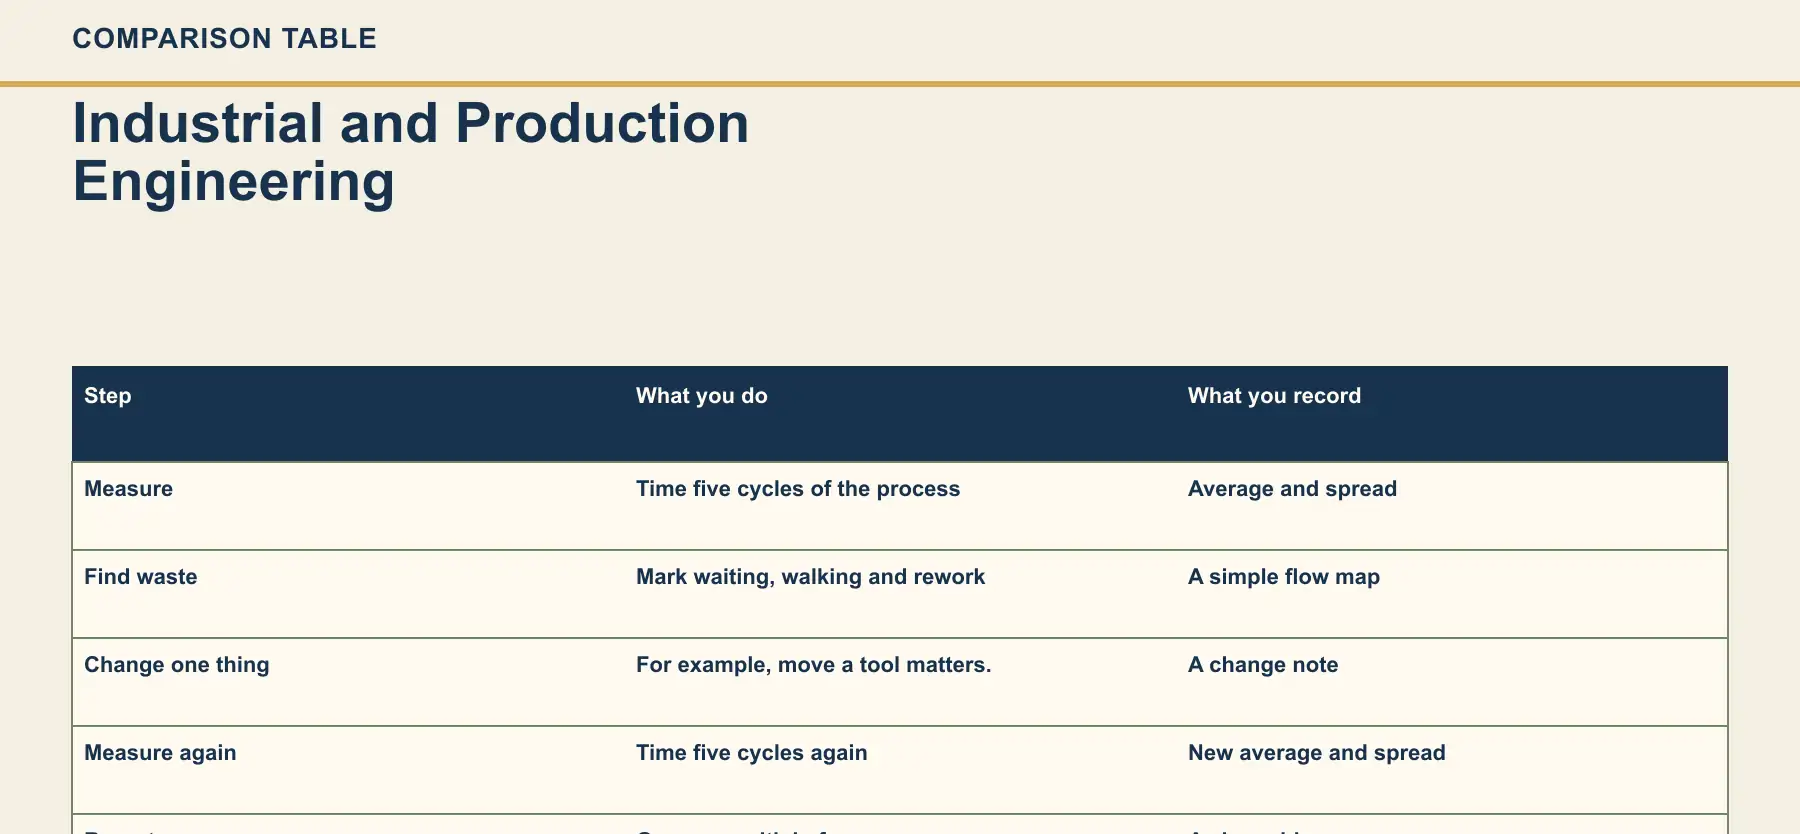 COMPARISON TABLE
Industrial and Production
Engineering
Step What you do What you record
Measure Time five cycles of the process Average and spread
Find waste Mark waiting, walking and rework A simple flow map
Change one thing For example, move a tool matters. A change note
Measure again Time five cycles again New average and spread